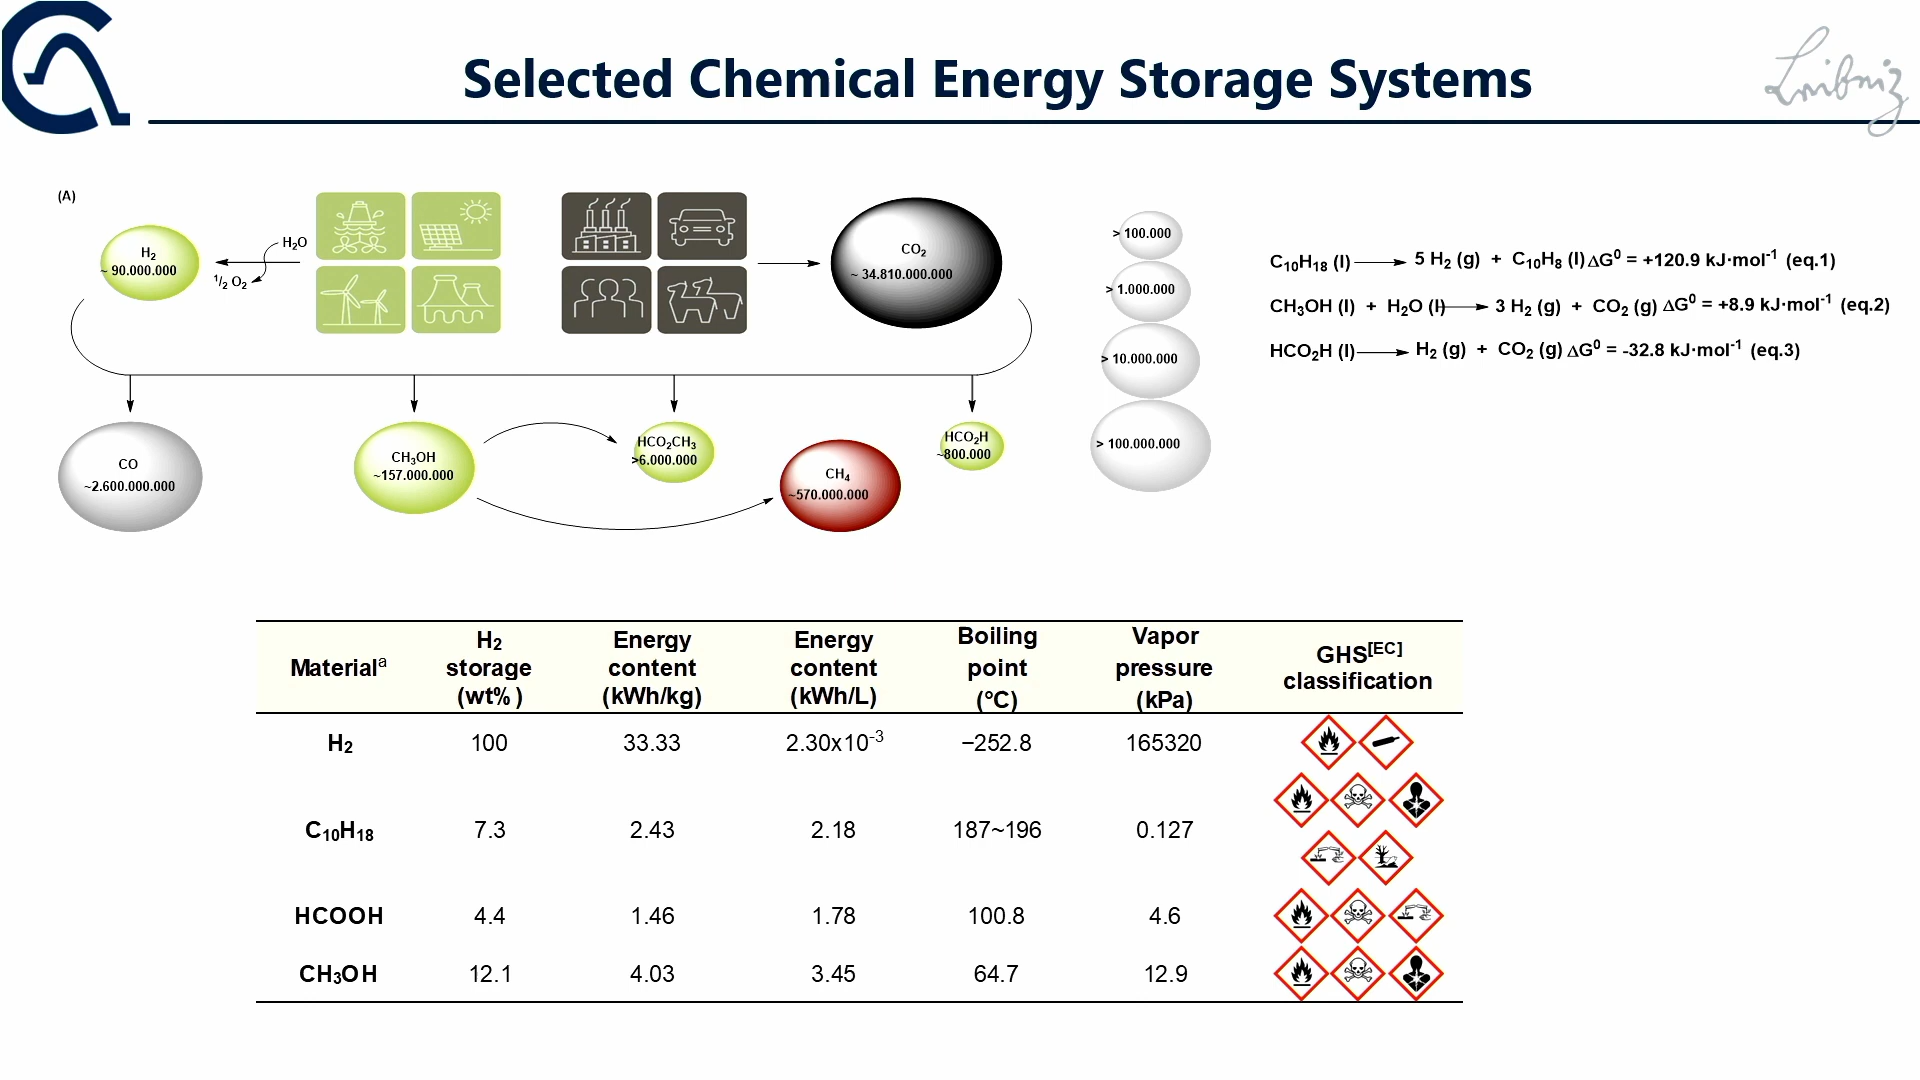 Selected Chemical Energy Storage Systems
Leibniz
(A)
H₂
~ 90.000.000
H₂O
¹/₂ O₂
CO₂
~ 34.810.000.000
CO
~2.600.000.000
CH₃OH
~157.000.000
HCO₂CH₃
>6.000.000
CH₄
~570.000.000
HCO₂H
~800.000
> 100.000
> 1.000.000
> 10.000.000
> 100.000.000
C₁₀H₁₈ (l) → 5 H₂ (g) + C₁₀H₈ (l) ΔG⁰ = +120.9 kJ·mol⁻¹ (eq.1)
CH₃OH (l) + H₂O (l) → 3 H₂ (g) + CO₂ (g) ΔG⁰ = +8.9 kJ·mol⁻¹ (eq.2)
HCO₂H (l) → H₂ (g) + CO₂ (g) ΔG⁰ = -32.8 kJ·mol⁻¹ (eq.3)
Materialᵃ
H₂
storage
(wt%)
Energy
content
(kWh/kg)
Energy
content
(kWh/L)
Boiling
point
(°C)
Vapor
pressure
(kPa)
GHS[EC]
classification
H₂ 100 33.33 2.30x10⁻³ −252.8 165320
C₁₀H₁₈ 7.3 2.43 2.18 187~196 0.127
HCOOH 4.4 1.46 1.78 100.8 4.6
CH₃OH 12.1 4.03 3.45 64.7 12.9